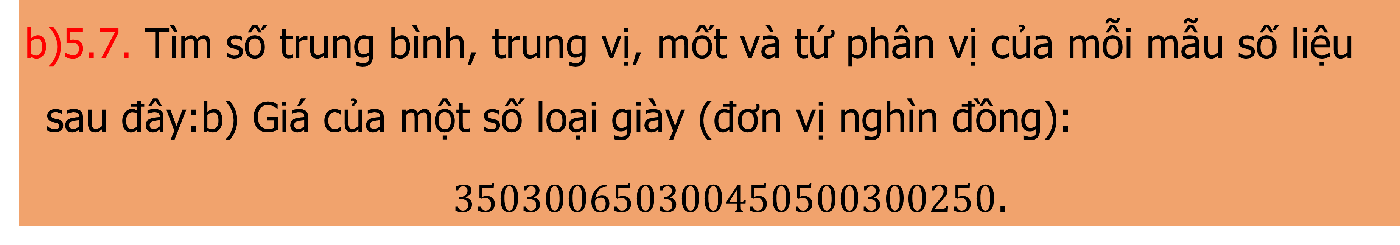 b)5.7. Tìm số trung bình, trung vị, mốt và tứ phân vị của mỗi mẫu số liệu
sau đây:b) Giá của một số loại giày (đơn vị nghìn đồng):
350300650300450500300250.